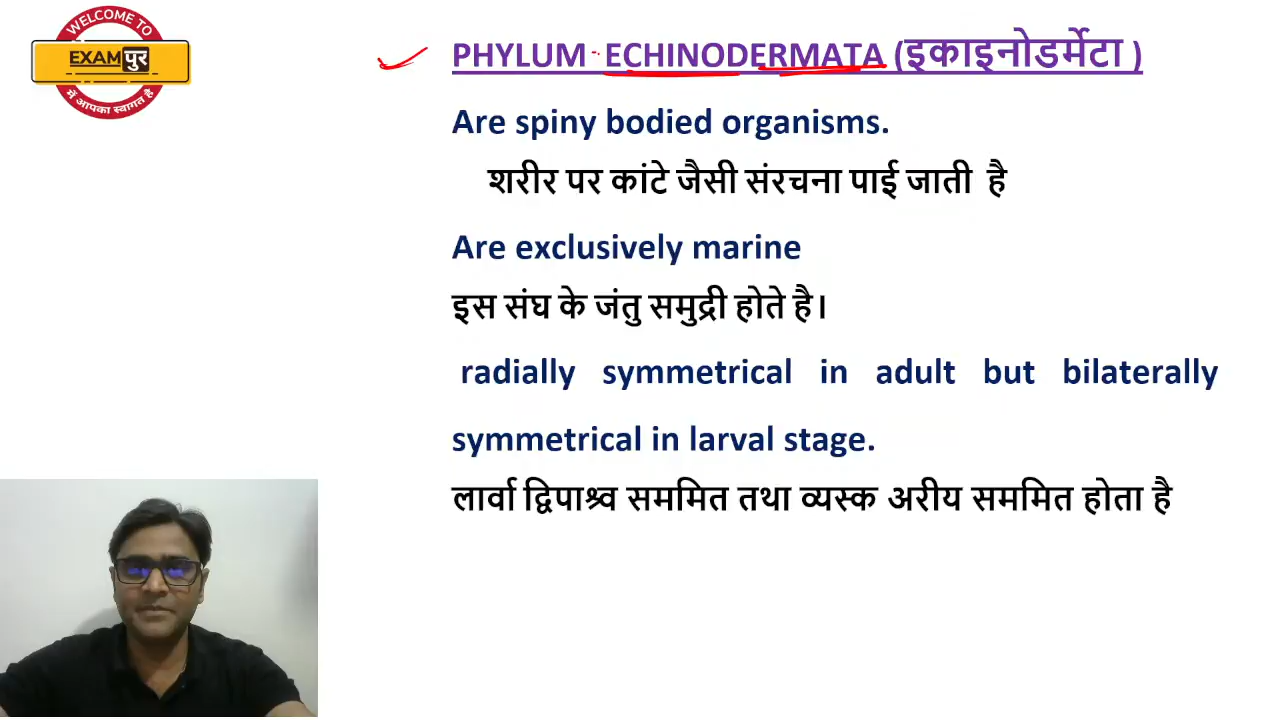 WELCOME TO
EXAMपुर
में आपका स्वागत है
PHYLUM ECHINODERMATA (इकाइनोडर्मेटा )
Are spiny bodied organisms.
शरीर पर कांटे जैसी संरचना पाई जाती है
Are exclusively marine
इस संघ के जंतु समुद्री होते है।
radially symmetrical in adult but bilaterally
symmetrical in larval stage.
लार्वा द्विपाश्र्व सममित तथा व्यस्क अरीय सममित होता है